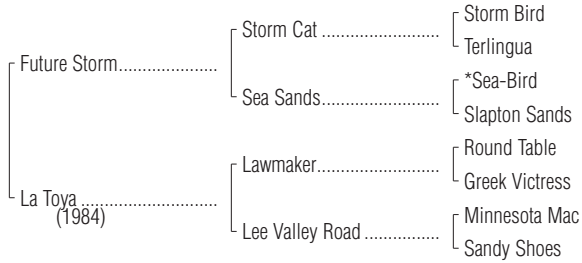 Storm Bird
Storm Cat
Terlingua
Future Storm
*Sea-Bird
Sea Sands
Slapton Sands
Round Table
Lawmaker
Greek Victress
La Toya
(1984)
Minnesota Mac
Lee Valley Road
Sandy Shoes